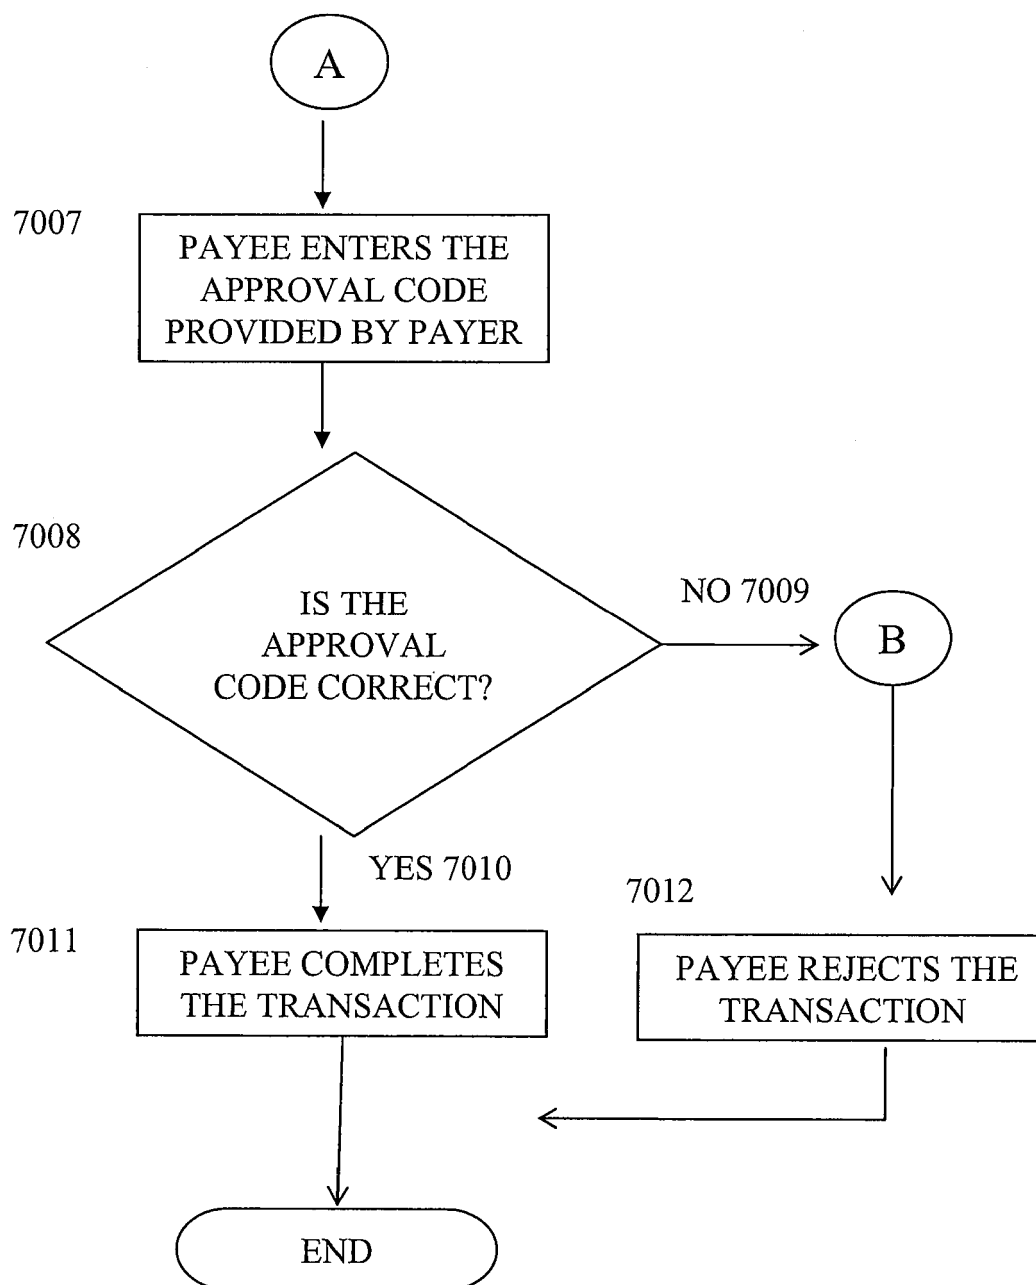 A
7007
PAYEE ENTERS THE
APPROVAL CODE
PROVIDED BY PAYER
7008
IS THE
APPROVAL
CODE CORRECT?
NO 7009
B
YES 7010
7011
PAYEE COMPLETES
THE TRANSACTION
7012
PAYEE REJECTS THE
TRANSACTION
END